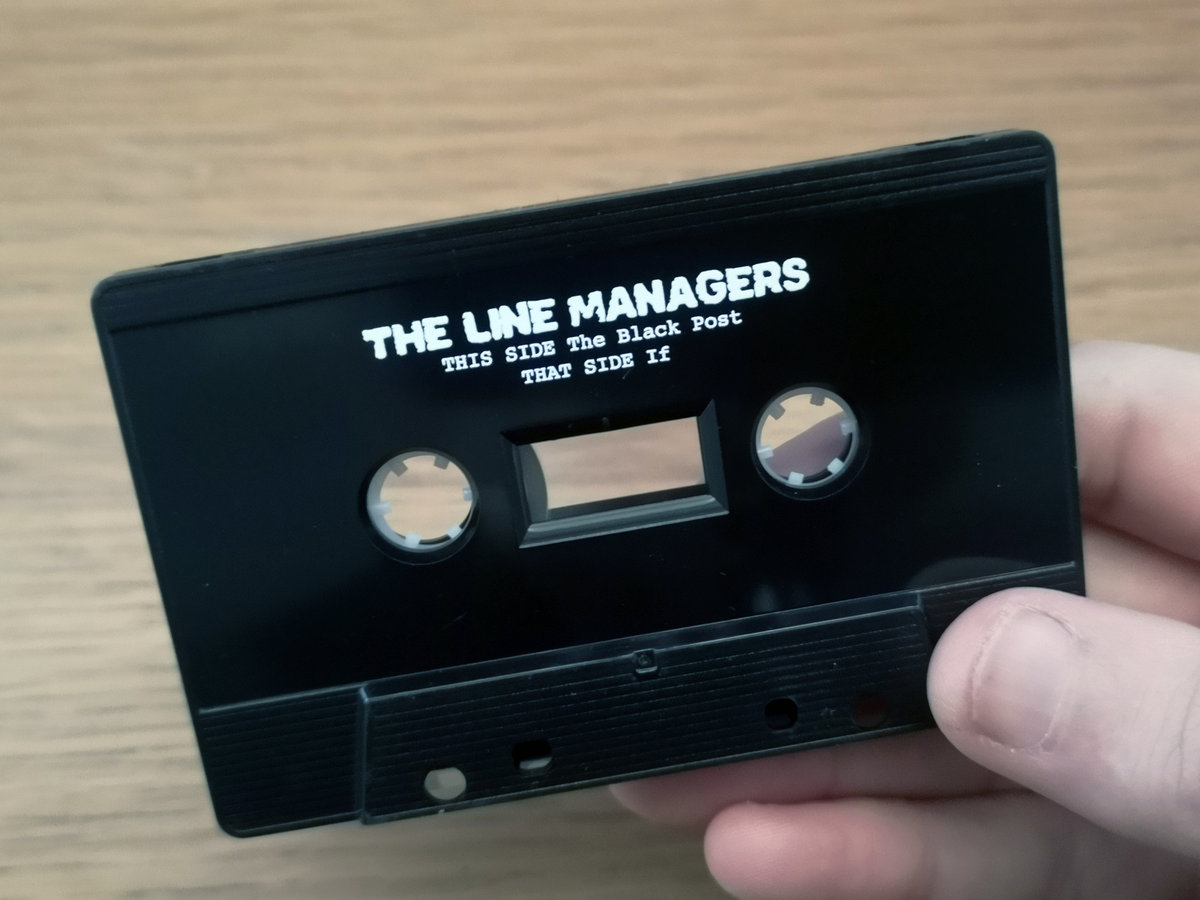 THE LINE MANAGERS
THIS SIDE The Black Post
THAT SIDE If